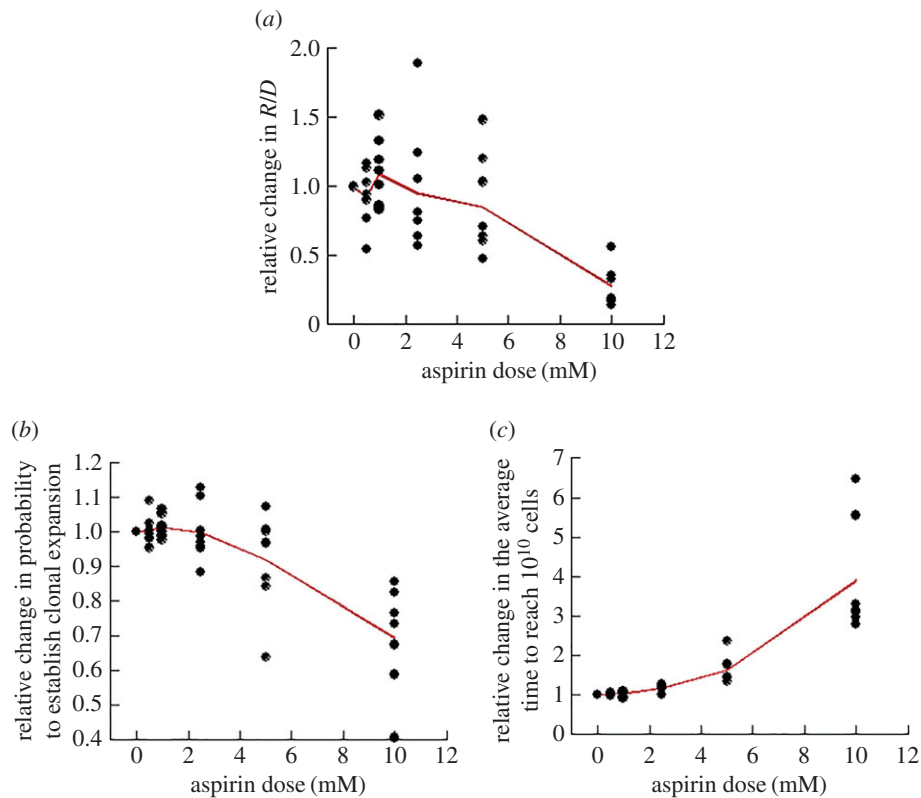 (a)
2.0
1.5
1.0
0.5
0
relative change in R/D
0 2 4 6 8 10 12
aspirin dose (mM)
(b)
1.2
1.1
1.0
0.9
0.8
0.7
0.6
0.5
0.4
relative change in probability
to establish clonal expansion
0 2 4 6 8 10 12
aspirin dose (mM)
(c)
7
6
5
4
3
2
1
0
relative change in the average
time to reach 10¹⁰ cells
0 2 4 6 8 10 12
aspirin dose (mM)